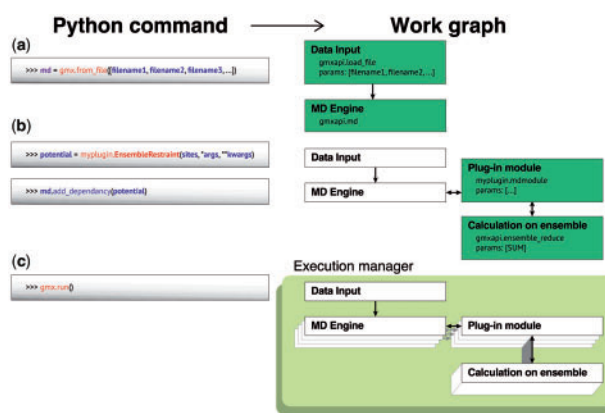 Python command
Work graph
(a)
>>> md = gmx.from_file([filename1, filename2, filename3, ...])
Data Input
gmxapi.load_file
params: [filename1, filename2, ...]
MD Engine
gmxapi.md
(b)
>>> potential = myplugin.EnsembleRestraint(sites, *args, **kwargs)
>>> md.add_dependancy(potential)
Data Input
MD Engine
Plug-in module
myplugin.mdmodule
params: [...]
Calculation on ensemble
gmxapi.ensemble_reduce
params: [SUM]
(c)
>>> gmx.run()
Execution manager
Data Input
MD Engine
Plug-in module
Calculation on ensemble